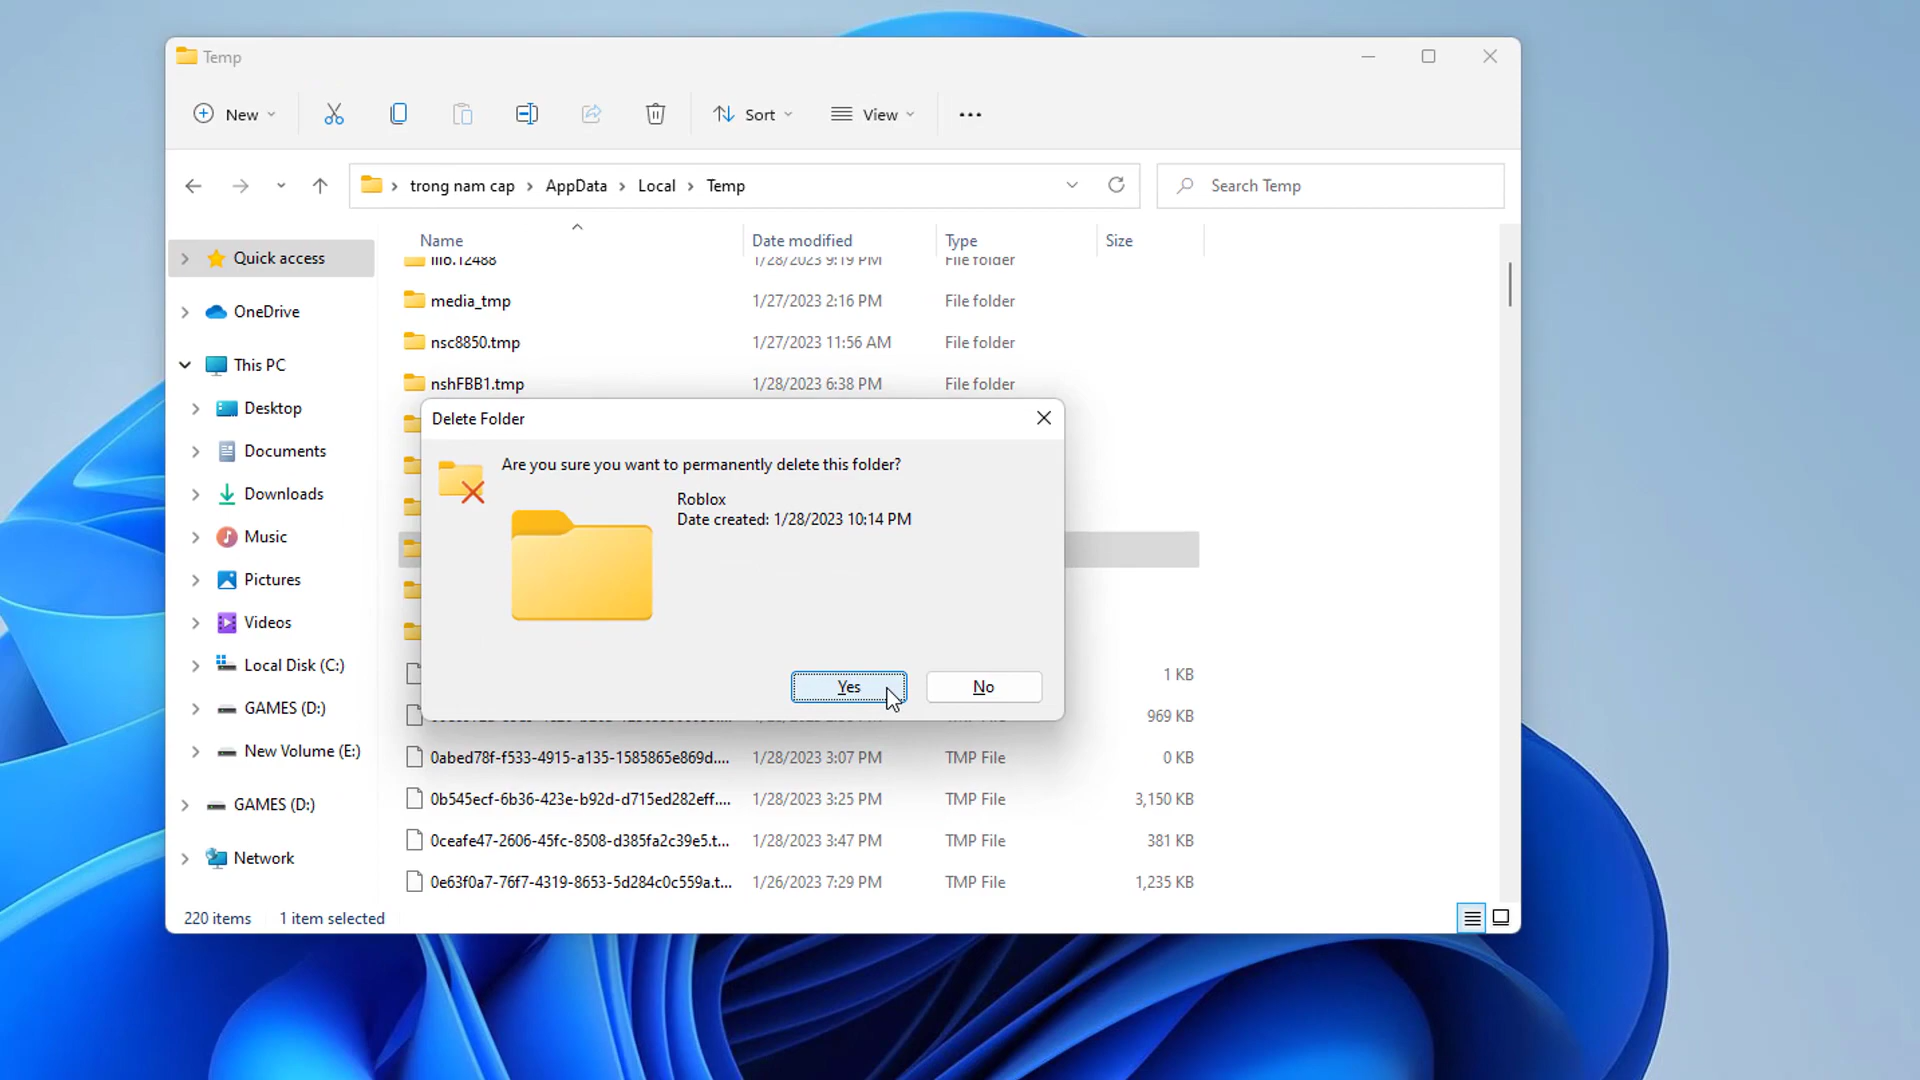 Temp
New
Sort
View
trong nam cap > AppData > Local > Temp
Search Temp
Name
Date modified
Type
Size
Quick access
OneDrive
This PC
Desktop
Documents
Downloads
Music
Pictures
Videos
Local Disk (C:)
GAMES (D:)
New Volume (E:)
GAMES (D:)
Network
1/28/2023 9:19 PM File folder
media_tmp 1/27/2023 2:16 PM File folder
nsc8850.tmp 1/27/2023 11:56 AM File folder
nshFBB1.tmp 1/28/2023 6:38 PM File folder
Delete Folder
Are you sure you want to permanently delete this folder?
Roblox
Date created: 1/28/2023 10:14 PM
Yes
No
1 KB
969 KB
0abed78f-f533-4915-a135-1585865e869d.... 1/28/2023 3:07 PM TMP File 0 KB
0b545ecf-6b36-423e-b92d-d715ed282eff.... 1/28/2023 3:25 PM TMP File 3,150 KB
0ceafe47-2606-45fc-8508-d385fa2c39e5.t... 1/28/2023 3:47 PM TMP File 381 KB
0e63f0a7-76f7-4319-8653-5d284c0c559a.t... 1/26/2023 7:29 PM TMP File 1,235 KB
220 items
1 item selected